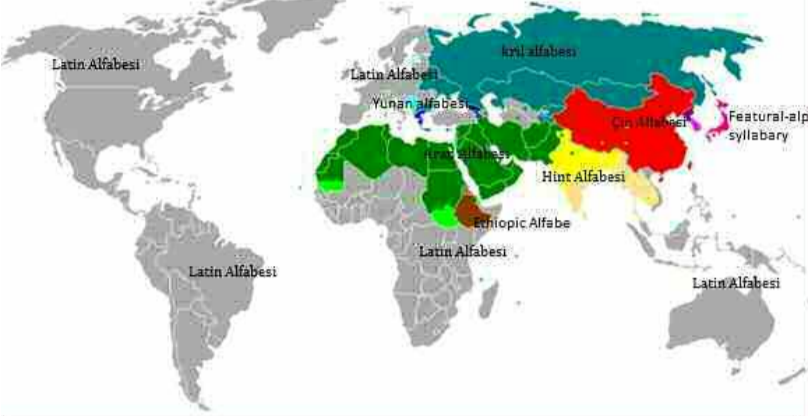 kril alfabesi
Latin Alfabesi
Latin Alfabesi
Yunan alfabesi
Featural-alp
Çin Alfabesi
syllabary
Arap Alfabesi
Hint Alfabesi
Ethiopic Alfabe
Latin Alfabesi
Latin Alfabesi
Latin Alfabesi